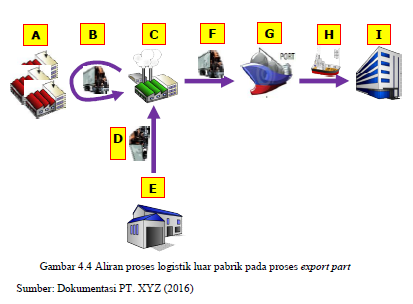 A B C F G H I
PORT
D
E
Gambar 4.4 Aliran proses logistik luar pabrik pada proses export part
Sumber: Dokumentasi PT. XYZ (2016)